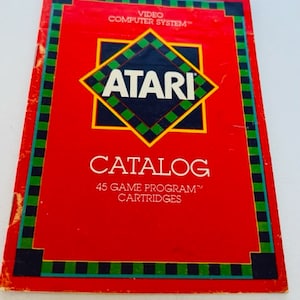 VIDEO
COMPUTER SYSTEM™
ATARI®
CATALOG
45 GAME PROGRAM™
CARTRIDGES